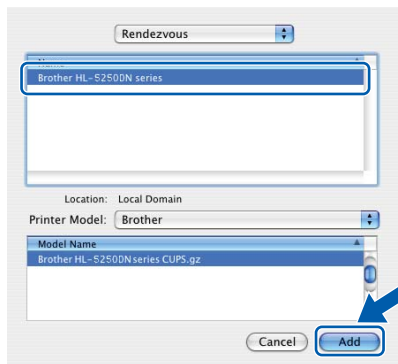 Rendezvous
Brother HL-5250DN series
Location: Local Domain
Printer Model: Brother
Model Name
Brother HL-5250DN series CUPS.gz
Cancel Add